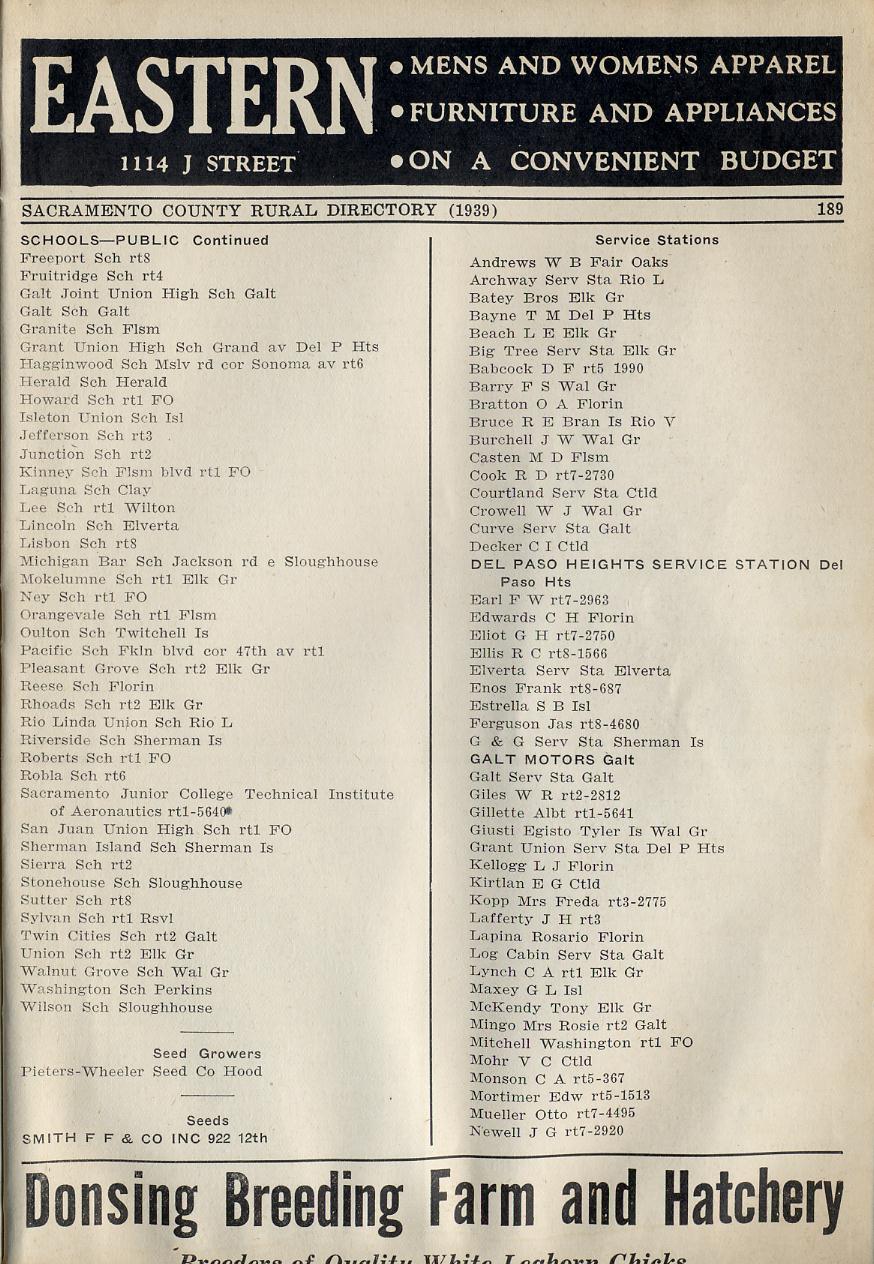 EASTERN
1114 J STREET
• MENS AND WOMENS APPAREL
• FURNITURE AND APPLIANCES
• ON A CONVENIENT BUDGET
SACRAMENTO COUNTY RURAL DIRECTORY (1939) 189
SCHOOLS—PUBLIC Continued
Freeport Sch rt8
Fruitridge Sch rt4
Galt Joint Union High Sch Galt
Galt Sch Galt
Granite Sch Flsm
Grant Union High Sch Grand av Del P Hts
Hagginwood Sch Mslv rd cor Sonoma av rt6
Herald Sch Herald
Howard Sch rt1 FO
Isleton Union Sch Isl
Jefferson Sch rt3
Junction Sch rt2
Kinney Sch Flsm blvd rt1 FO
Laguna Sch Clay
Lee Sch rt1 Wilton
Lincoln Sch Elverta
Lisbon Sch rt8
Michigan Bar Sch Jackson rd e Sloughhouse
Mokelumne Sch rt1 Elk Gr
Ney Sch rt1 FO
Orangevale Sch rt1 Flsm
Oulton Sch Twitchell Is
Pacific Sch Fkln blvd cor 47th av rt1
Pleasant Grove Sch rt2 Elk Gr
Reese Sch Florin
Rhoads Sch rt2 Elk Gr
Rio Linda Union Sch Rio L
Riverside Sch Sherman Is
Roberts Sch rt1 FO
Robla Sch rt6
Sacramento Junior College Technical Institute
of Aeronautics rt1-5640
San Juan Union High Sch rt1 FO
Sherman Island Sch Sherman Is
Sierra Sch rt2
Stonehouse Sch Sloughhouse
Sutter Sch rt8
Sylvan Sch rt1 Rsvl
Twin Cities Sch rt2 Galt
Union Sch rt2 Elk Gr
Walnut Grove Sch Wal Gr
Washington Sch Perkins
Wilson Sch Sloughhouse
Seed Growers
Pieters-Wheeler Seed Co Hood
Seeds
SMITH F F & CO INC 922 12th
Service Stations
Andrews W B Fair Oaks
Archway Serv Sta Rio L
Batey Bros Elk Gr
Bayne T M Del P Hts
Beach L E Elk Gr
Big Tree Serv Sta Elk Gr
Babcock D F rt5 1990
Barry F S Wal Gr
Bratton O A Florin
Bruce R E Bran Is Rio V
Burchell J W Wal Gr
Casten M D Flsm
Cook R D rt7-2730
Courtland Serv Sta Ctld
Crowell W J Wal Gr
Curve Serv Sta Galt
Decker C I Ctld
DEL PASO HEIGHTS SERVICE STATION Del
Paso Hts
Earl F W rt7-2963
Edwards C H Florin
Eliot G H rt7-2750
Ellis R C rt8-1566
Elverta Serv Sta Elverta
Enos Frank rt8-687
Estrella S B Isl
Ferguson Jas rt8-4680
G & G Serv Sta Sherman Is
GALT MOTORS Galt
Galt Serv Sta Galt
Giles W R rt2-2812
Gillette Albt rt1-5641
Giusti Egisto Tyler Is Wal Gr
Grant Union Serv Sta Del P Hts
Kellogg L J Florin
Kirtlan E G Ctld
Kopp Mrs Freda rt3-2775
Lafferty J H rt3
Lapina Rosario Florin
Log Cabin Serv Sta Galt
Lynch C A rt1 Elk Gr
Maxey G L Isl
McKendy Tony Elk Gr
Mingo Mrs Rosie rt2 Galt
Mitchell Washington rt1 FO
Mohr V C Ctld
Monson C A rt5-367
Mortimer Edw rt5-1513
Mueller Otto rt7-4495
Newell J G rt7-2920
Donsing Breeding Farm and Hatchery
Breeders of Quality White Leghorn Chicks